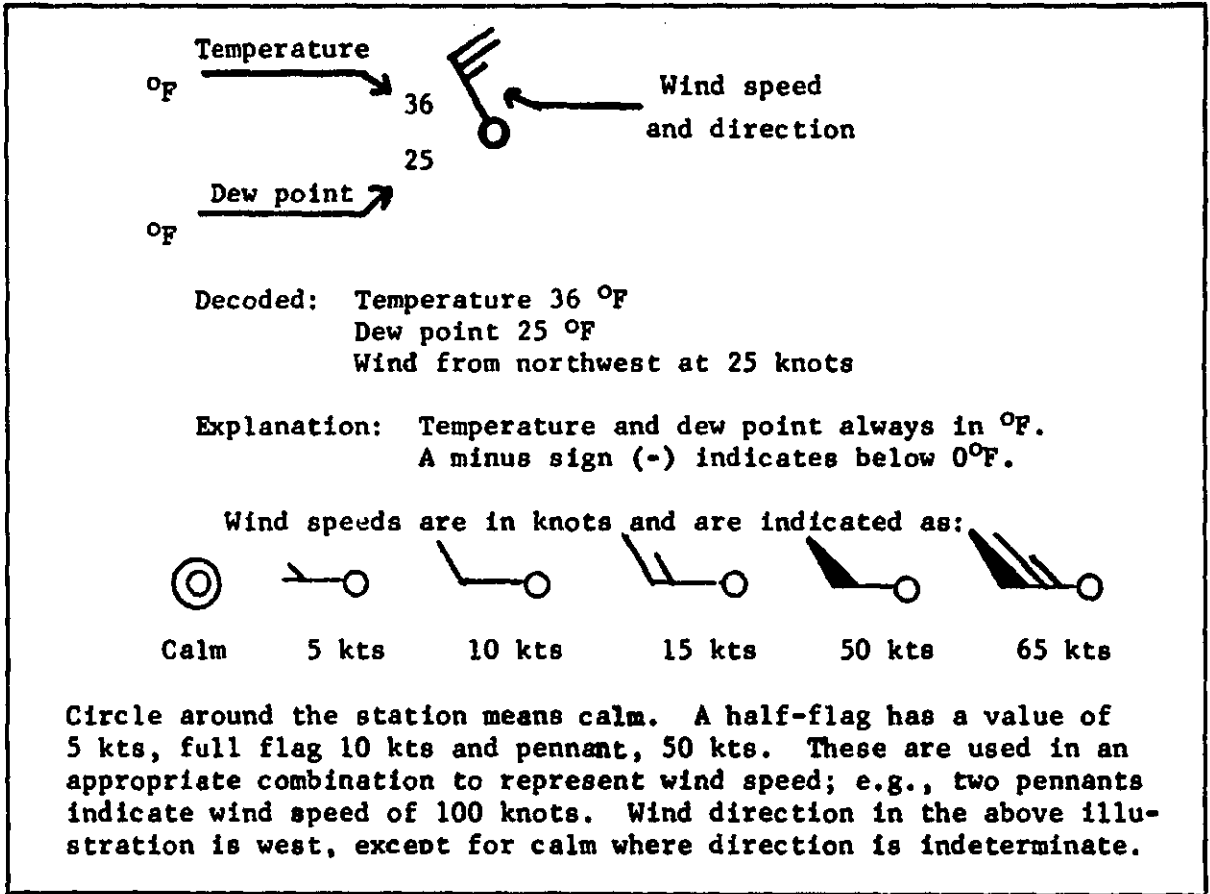 Temperature
°F
36
Wind speed
and direction
25
Dew point
°F
Decoded: Temperature 36 °F
Dew point 25 °F
Wind from northwest at 25 knots
Explanation: Temperature and dew point always in °F.
A minus sign (-) indicates below 0°F.
Wind speeds are in knots and are indicated as:
Calm 5 kts 10 kts 15 kts 50 kts 65 kts
Circle around the station means calm. A half-flag has a value of
5 kts, full flag 10 kts and pennant, 50 kts. These are used in an
appropriate combination to represent wind speed; e.g., two pennants
indicate wind speed of 100 knots. Wind direction in the above illu-
stration is west, except for calm where direction is indeterminate.